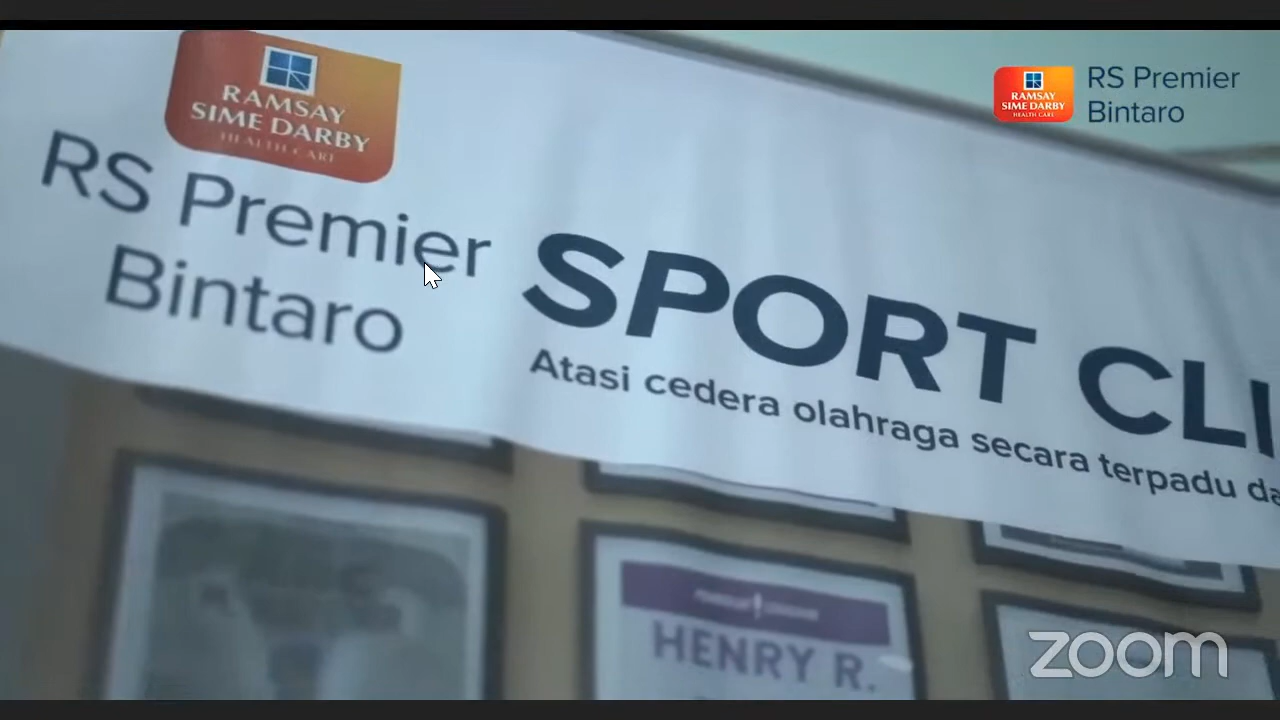 RAMSAY
SIME DARBY
HEALTH CARE
RS Premier
Bintaro
SPORT CLI
Atasi cedera olahraga secara terpadu da
RAMSAY
SIME DARBY
HEALTH CARE
RS Premier
Bintaro
HENRY R.
zoom